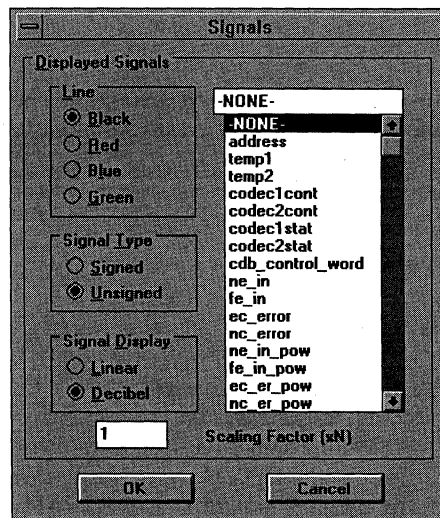 Signals
Displayed Signals
Line
Black
Red
Blue
Green
Signal Type
Signed
Unsigned
Signal Display
Linear
Decibel
-NONE-
-NONE-
address
temp1
temp2
codec1cont
codec2cont
codec1stat
codec2stat
cdb_control_word
ne_in
fe_in
ec_error
nc_error
ne_in_pow
fe_in_pow
ec_er_pow
nc_er_pow
1 Scaling Factor (xN)
OK Cancel